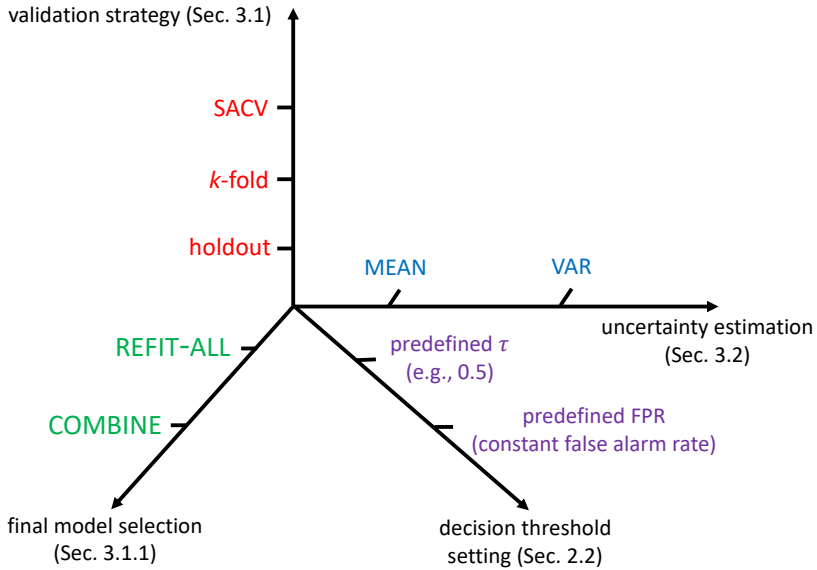 validation strategy (Sec. 3.1)
SACV
k-fold
holdout
MEAN
VAR
uncertainty estimation
(Sec. 3.2)
REFIT-ALL
COMBINE
predefined τ
(e.g., 0.5)
predefined FPR
(constant false alarm rate)
final model selection
(Sec. 3.1.1)
decision threshold
setting (Sec. 2.2)